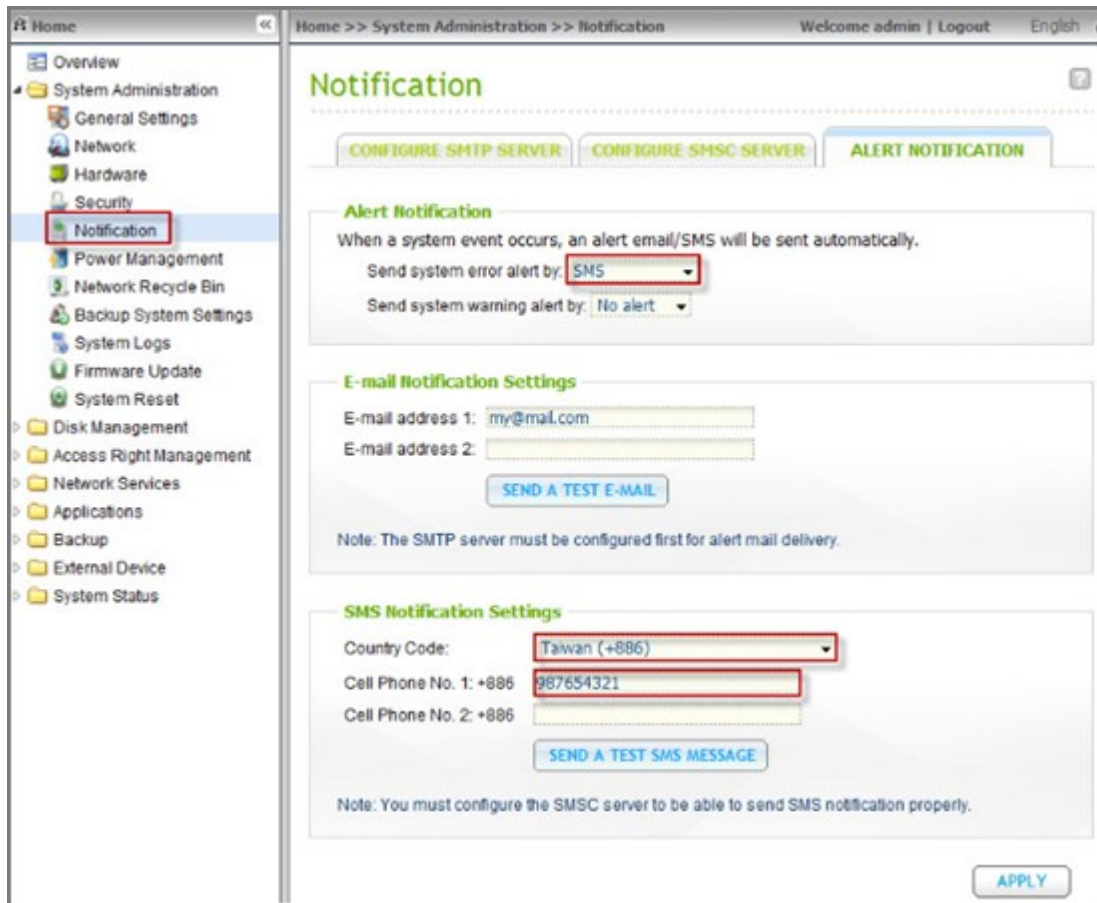 Home
Overview
System Administration
General Settings
Network
Hardware
Security
Notification
Power Management
Network Recycle Bin
Backup System Settings
System Logs
Firmware Update
System Reset
Disk Management
Access Right Management
Network Services
Applications
Backup
External Device
System Status
Home >> System Administration >> Notification Welcome admin | Logout English
Notification
CONFIGURE SMTP SERVER CONFIGURE SMSC SERVER ALERT NOTIFICATION
Alert Notification
When a system event occurs, an alert email/SMS will be sent automatically.
Send system error alert by: SMS
Send system warning alert by: No alert
E-mail Notification Settings
E-mail address 1: my@mail.com
E-mail address 2:
SEND A TEST E-MAIL
Note: The SMTP server must be configured first for alert mail delivery.
SMS Notification Settings
Country Code: Taiwan (+886)
Cell Phone No. 1: +886 987654321
Cell Phone No. 2: +886
SEND A TEST SMS MESSAGE
Note: You must configure the SMSC server to be able to send SMS notification properly.
APPLY